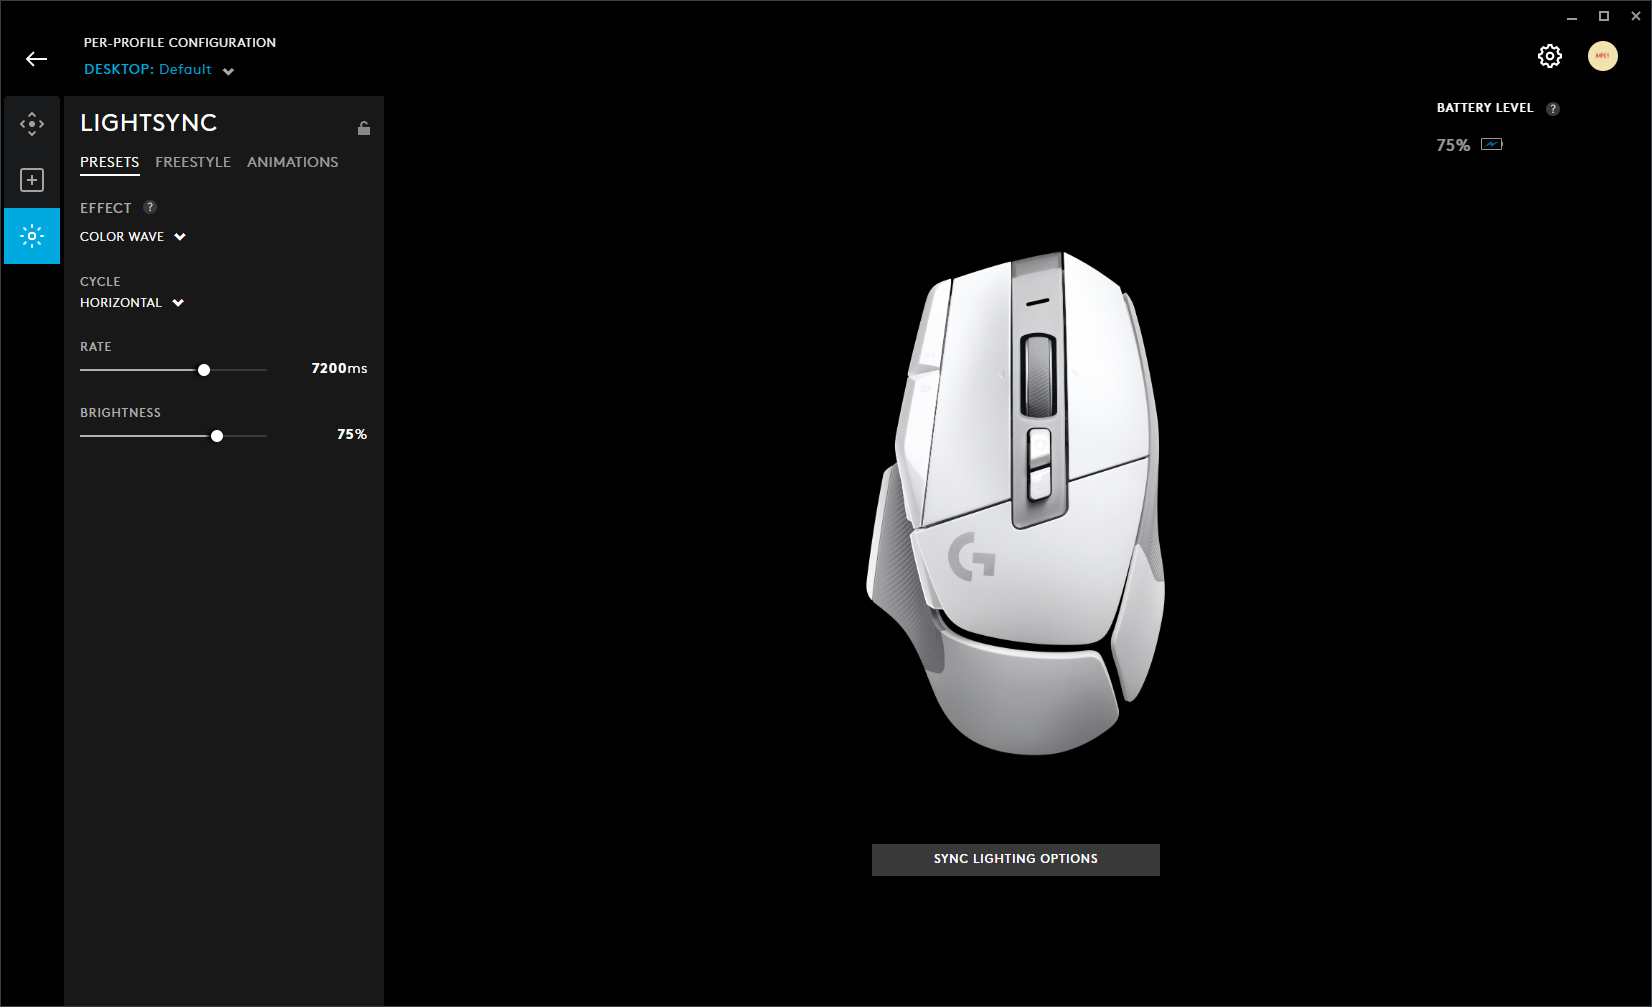 PER-PROFILE CONFIGURATION
DESKTOP: Default
LIGHTSYNC
PRESETS FREESTYLE ANIMATIONS
EFFECT ?
COLOR WAVE
CYCLE
HORIZONTAL
RATE
7200ms
BRIGHTNESS
75%
BATTERY LEVEL ?
75%
G
SYNC LIGHTING OPTIONS